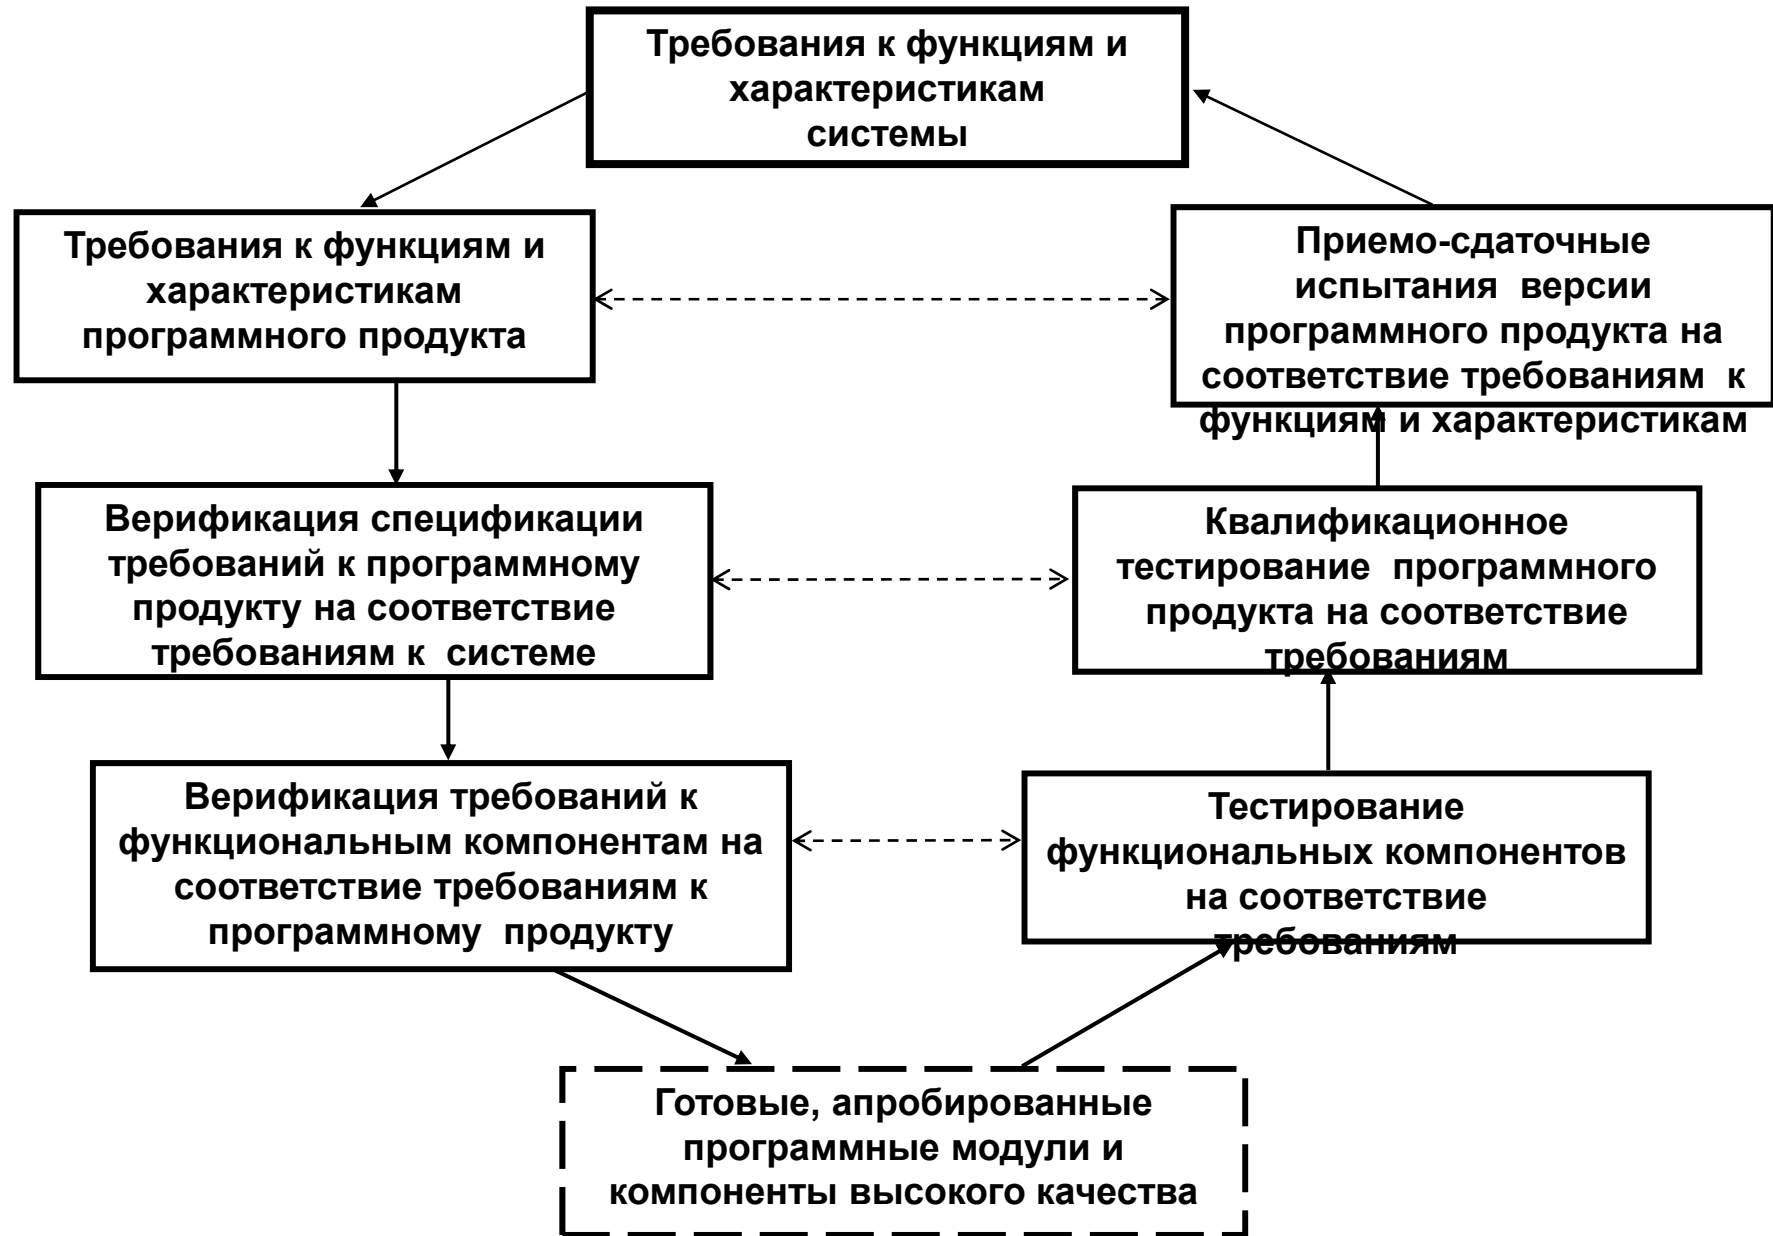 Требования к функциям и
характеристикам
системы
Требования к функциям и
характеристикам
программного продукта
Приемо-сдаточные
испытания версии
программного продукта на
соответствие требованиям к
функциям и характеристикам
Верификация спецификации
требований к программному
продукту на соответствие
требованиям к системе
Квалификационное
тестирование программного
продукта на соответствие
требованиям
Верификация требований к
функциональным компонентам на
соответствие требованиям к
программному продукту
Тестирование
функциональных компонентов
на соответствие
требованиям
Готовые, апробированные
программные модули и
компоненты высокого качества